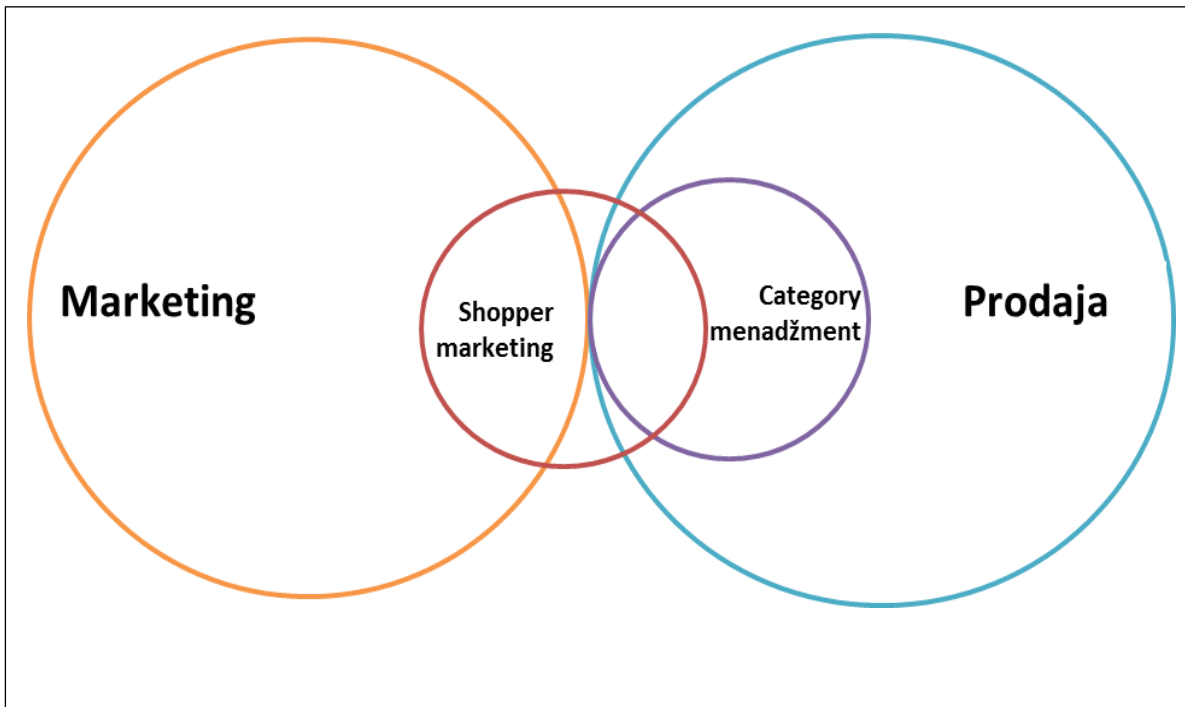 Marketing
Shopper
marketing
Category
menadžment
Prodaja